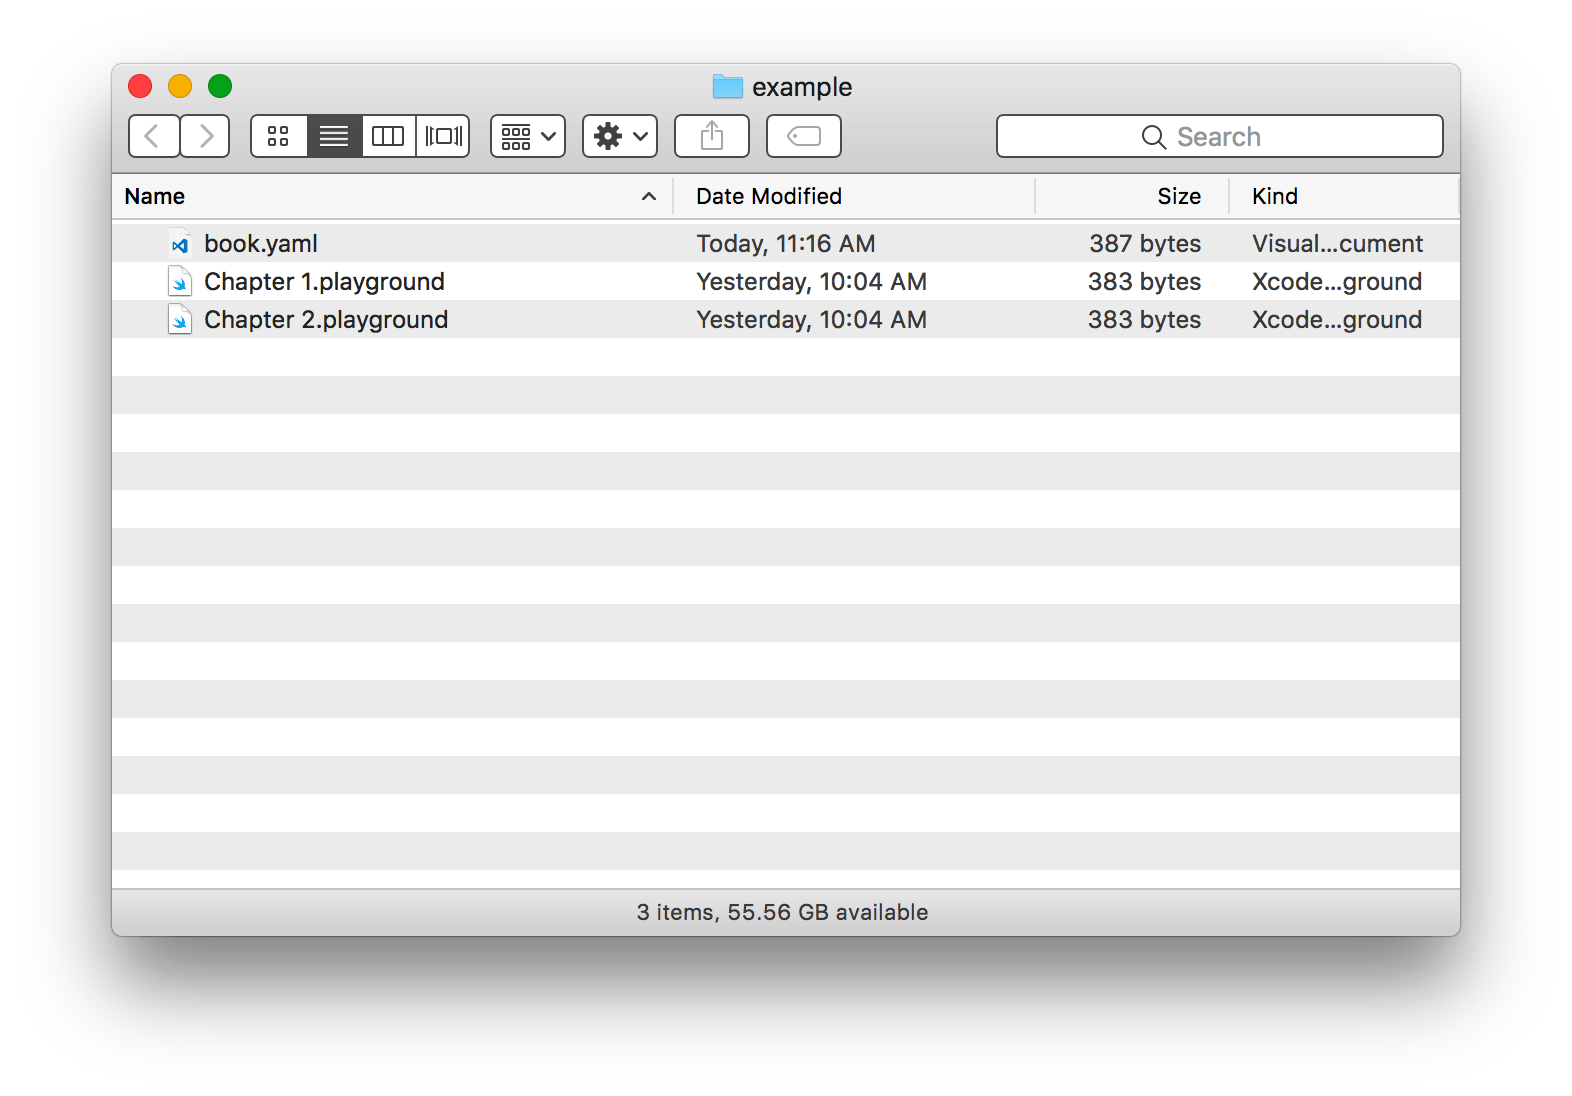 example
Search
Name Date Modified Size Kind
book.yaml Today, 11:16 AM 387 bytes Visual...cument
Chapter 1.playground Yesterday, 10:04 AM 383 bytes Xcode...ground
Chapter 2.playground Yesterday, 10:04 AM 383 bytes Xcode...ground
3 items, 55.56 GB available